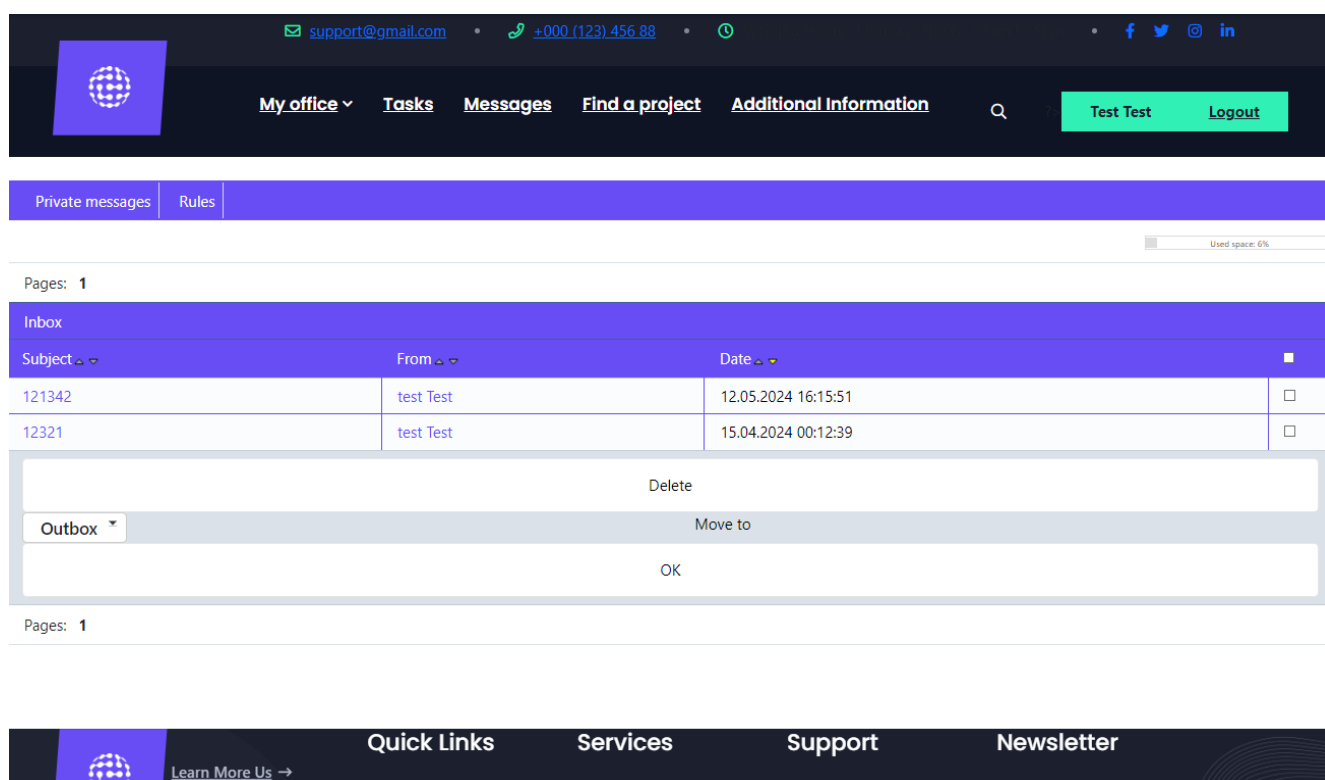 support@gmail.com • +000 (123) 456 88 •
My office Tasks Messages Find a project Additional Information Test Test Logout
Private messages Rules
Used space: 6%
Pages: 1
Inbox
Subject From Date
121342 test Test 12.05.2024 16:15:51
12321 test Test 15.04.2024 00:12:39
Delete
Outbox Move to
OK
Pages: 1
Quick Links Services Support Newsletter
Learn More Us →